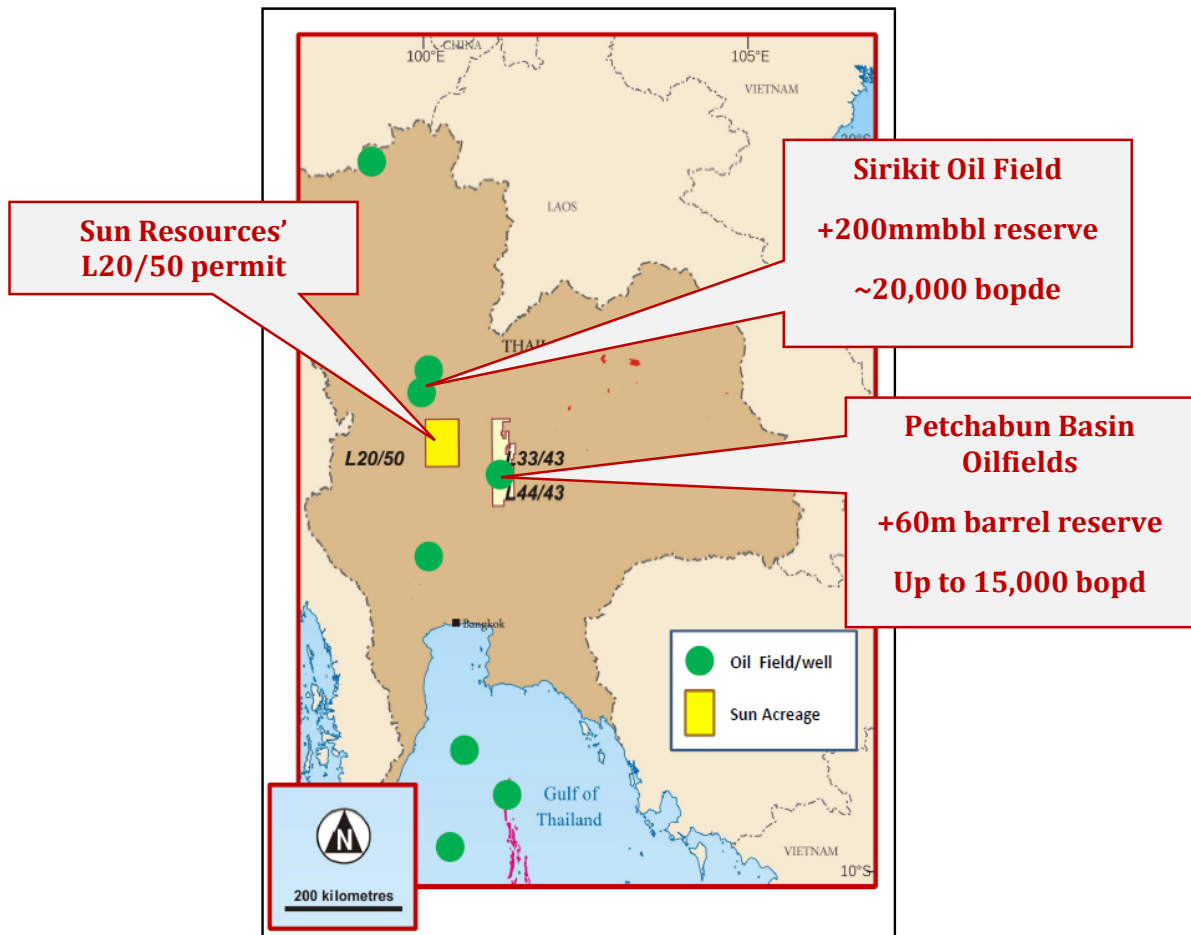 CHINA
100°E
105°E
VIETNAM
20°S
Sirikit Oil Field
+200mmbbl reserve
~20,000 bopde
LAOS
Sun Resources’
L20/50 permit
L20/50
L33/43
L44/43
Petchabun Basin
Oilfields
+60m barrel reserve
Up to 15,000 bopd
Bangkok
Oil Field/well
Sun Acreage
Gulf of
Thailand
VIETNAM
10°S
N
200 kilometres